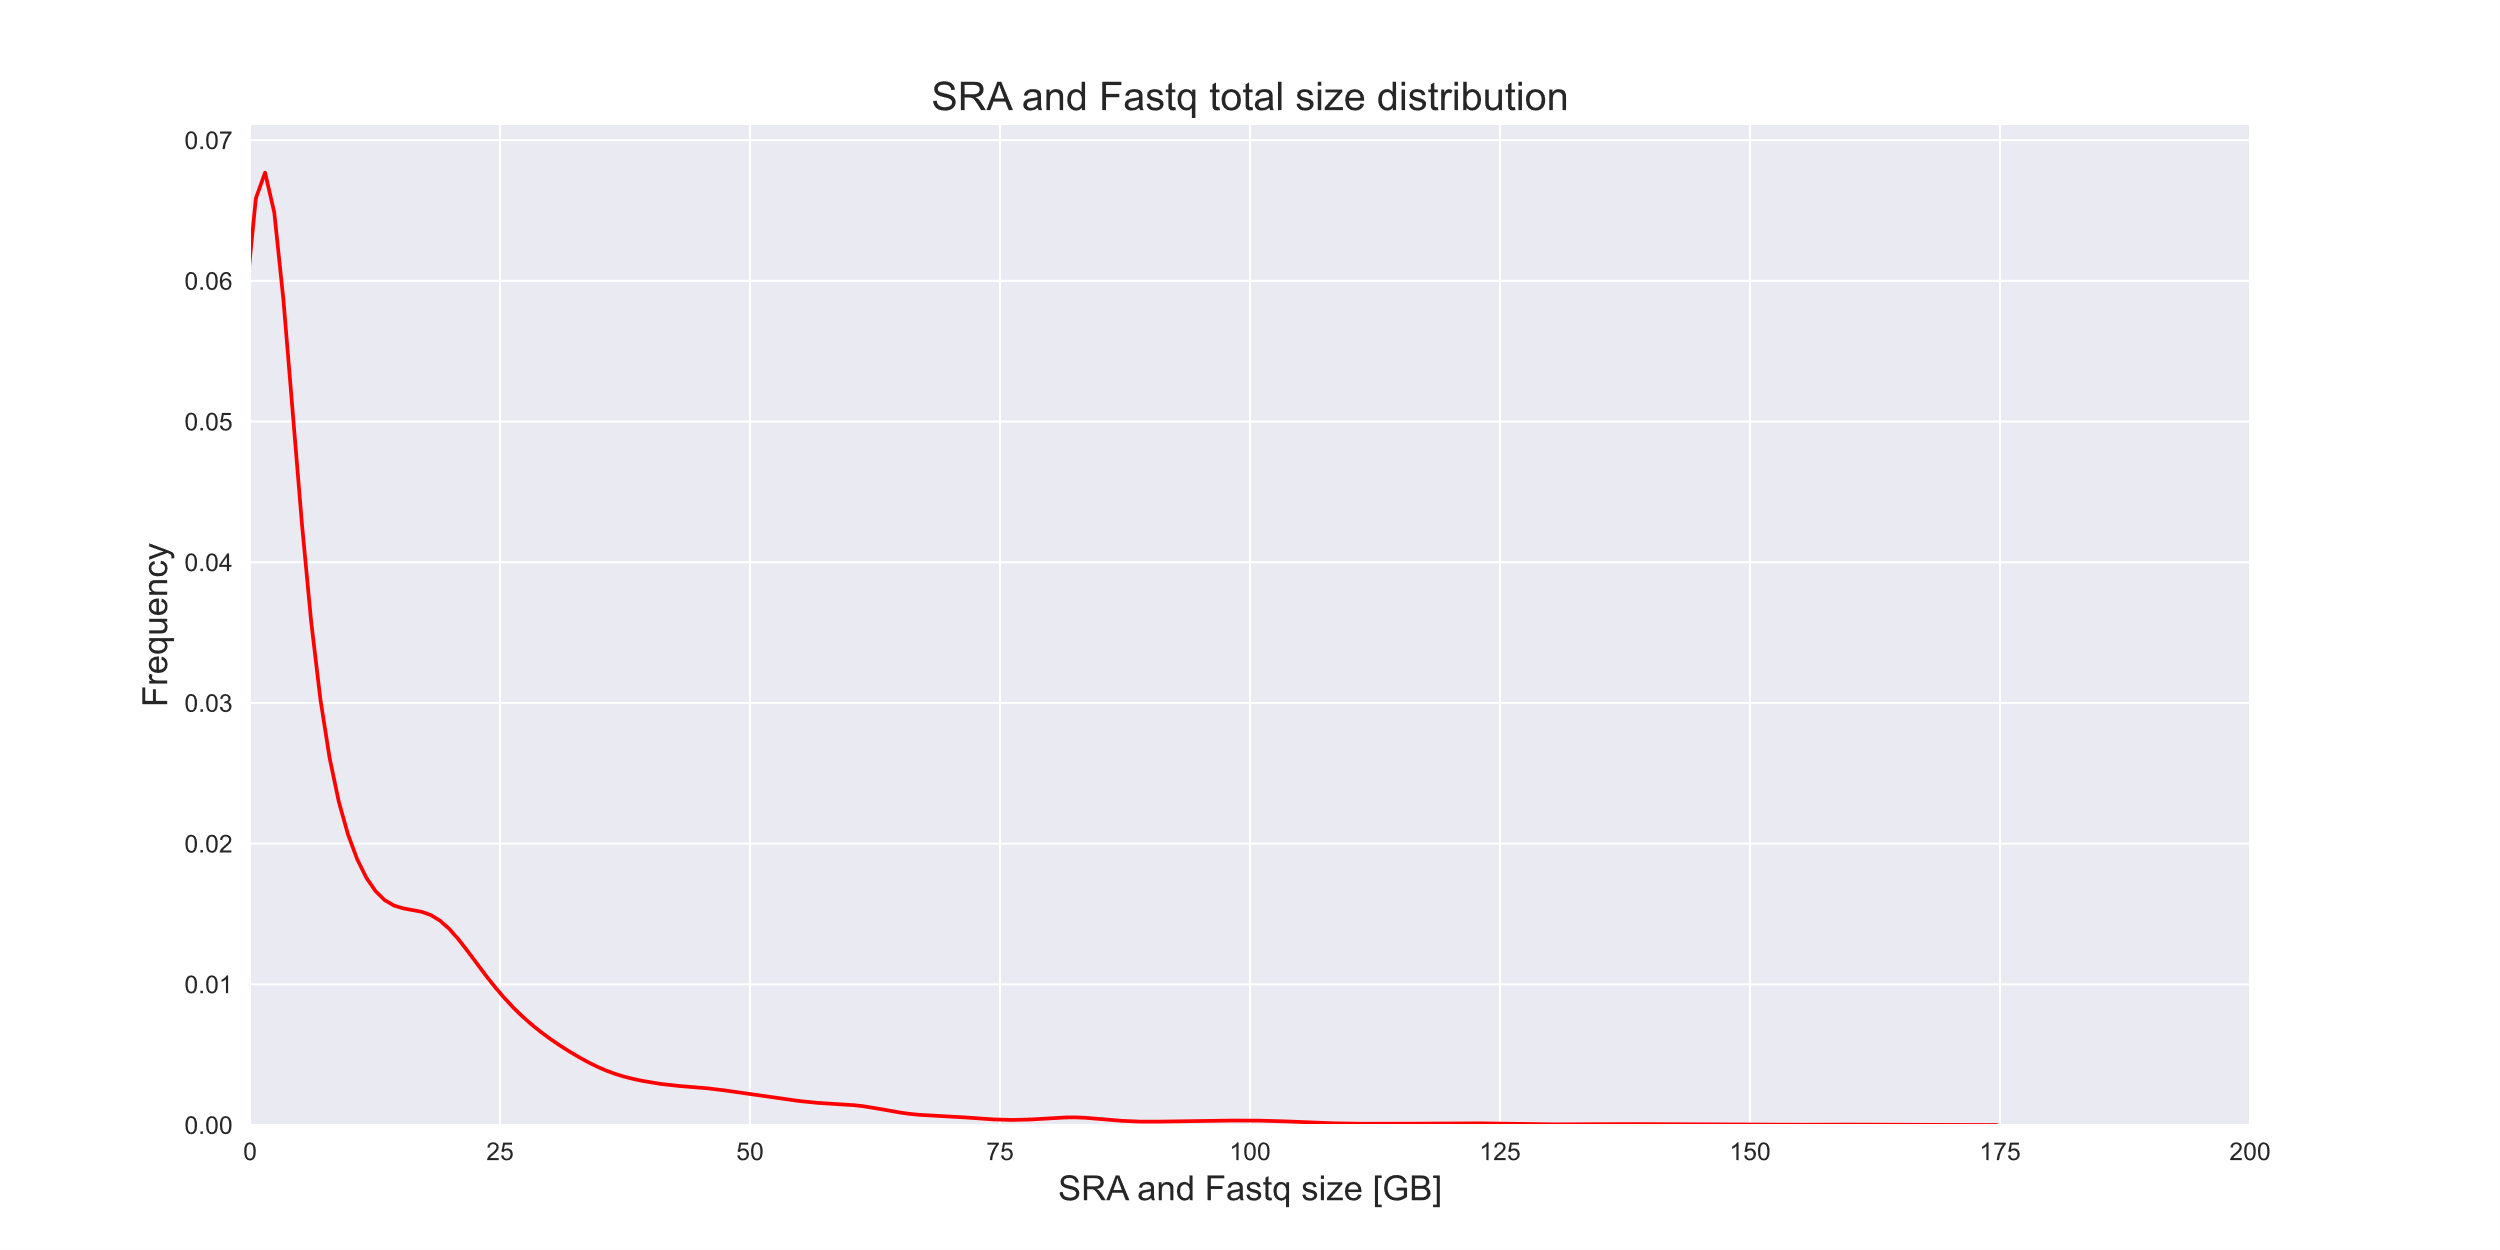 SRA and Fastq total size distribution
0.07
0.06
0.05
0.04
0.03
0.02
0.01
0.00
Frequency
0 25 50 75 100 125 150 175 200
SRA and Fastq size [GB]